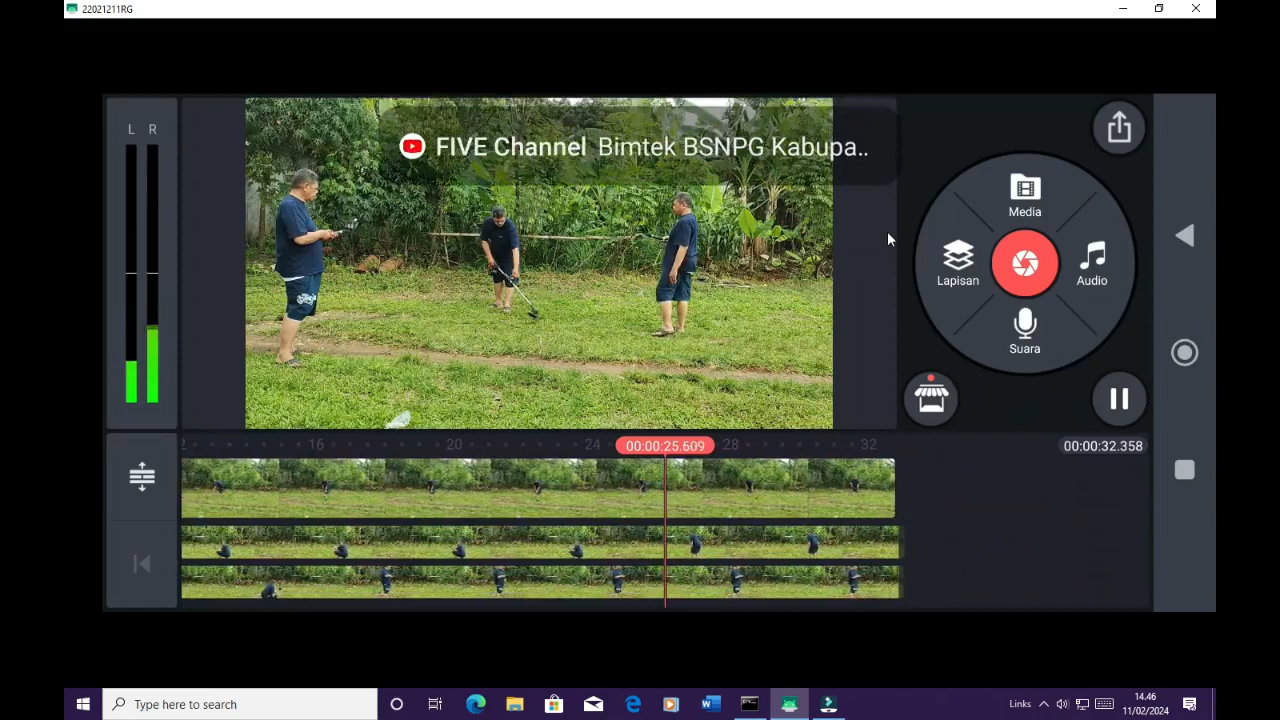 22021211RG
L R
FIVE Channel Bimtek BSNPG Kabupa..
Media
Lapisan
Audio
Suara
2 16 20 24 00:00:25.609 28 32
00:00:32.358
Type here to search
Links
14.46
11/02/2024